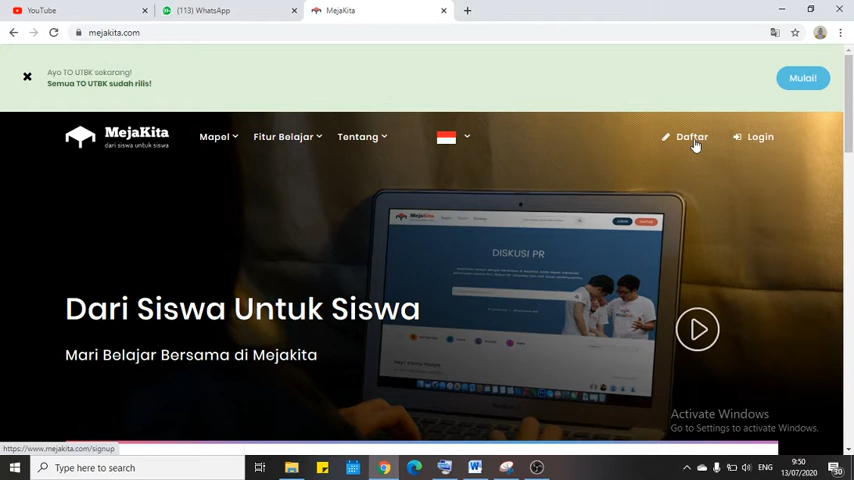 YouTube
(113) WhatsApp
MejaKita
mejakita.com
Ayo TO UTBK sekarang!
Semua TO UTBK sudah rilis!
Mulai!
MejaKita
dari siswa untuk siswa
Mapel
Fitur Belajar
Tentang
Daftar
Login
MejaKita
DISKUSI PR
Dari Siswa Untuk Siswa
Mari Belajar Bersama di Mejakita
Activate Windows
Go to Settings to activate Windows.
https://www.mejakita.com/signup
Type here to search
ENG
9:50
13/07/2020
30